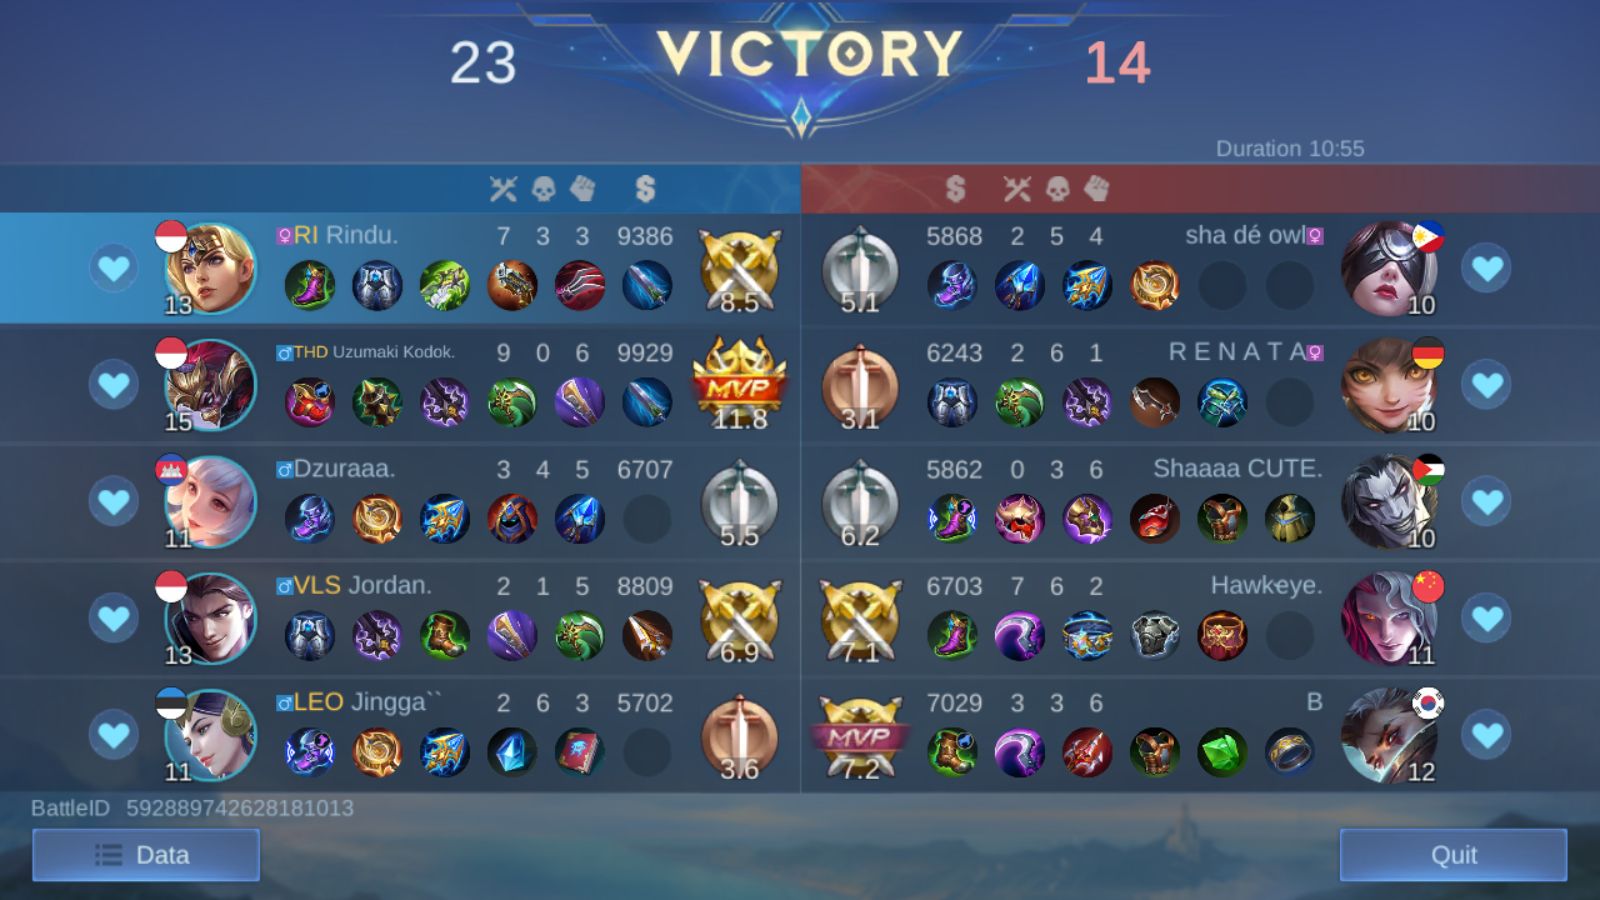 23 VICTORY 14
Duration 10:55
RI Rindu. 7 3 3 9386
13 8.5
5868 2 5 4 sha dé owl
5.1 10
THD Uzumaki Kodok. 9 0 6 9929
15 MVP 11.8
6243 2 6 1 R E N A T A
3.1 10
Dzuraaa. 3 4 5 6707
11 5.5
5862 0 3 6 Shaaaa CUTE.
6.2 10
VLS Jordan. 2 1 5 8809
13 6.9
6703 7 6 2 Hawkeye.
7.1 11
LEO Jingga`` 2 6 3 5702
11 3.6
7029 3 3 6 B
MVP 7.2 12
BattleID 592889742628181013
Data
Quit